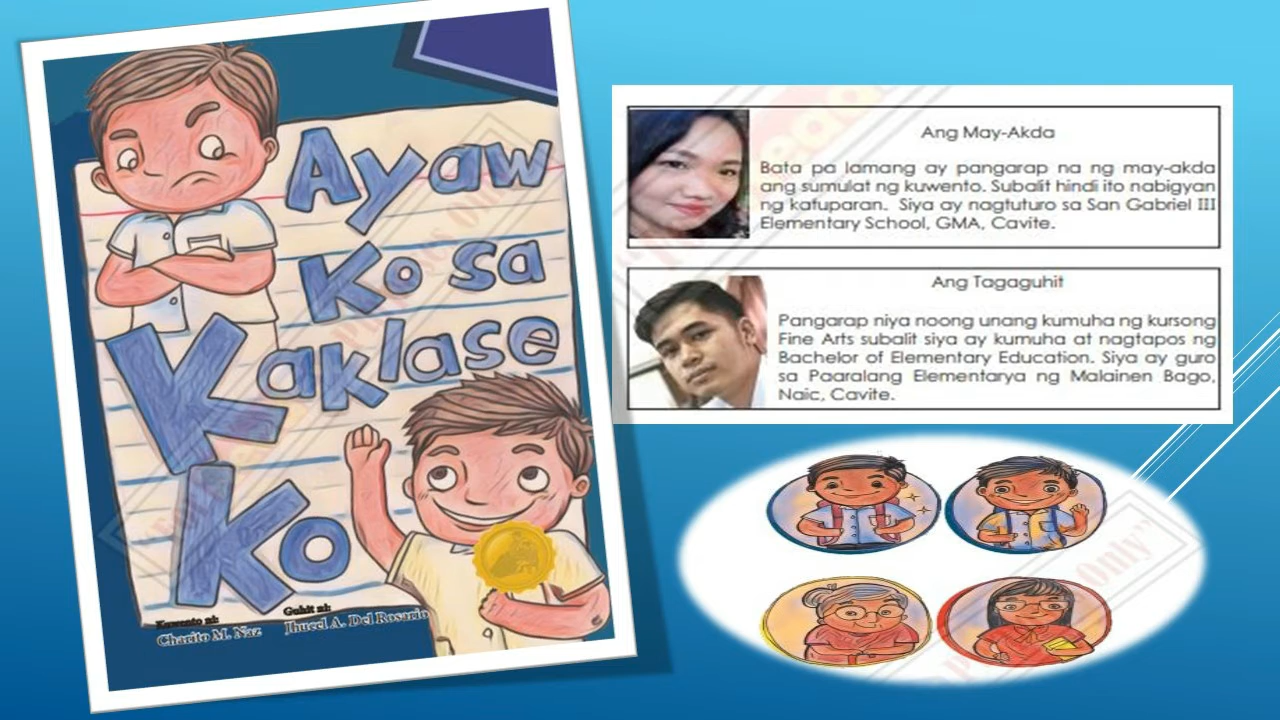 Ayaw
Ko sa
Kaklase
Ko
Kuwento ni:
Charito M. Naz
Guhit ni:
Jhucel A. Del Rosario
Ang May-Akda
Bata pa lamang ay pangarap na ng may-akda
ang sumulat ng kuwento. Subalit hindi ito nabigyan
ng katuparan. Siya ay nagtuturo sa San Gabriel III
Elementary School, GMA, Cavite.
Ang Tagaguhit
Pangarap niya noong unang kumuha ng kursong
Fine Arts subalit siya ay kumuha at nagtapos ng
Bachelor of Elementary Education. Siya ay guro
sa Paaralang Elementarya ng Malainen Bago,
Naic, Cavite.